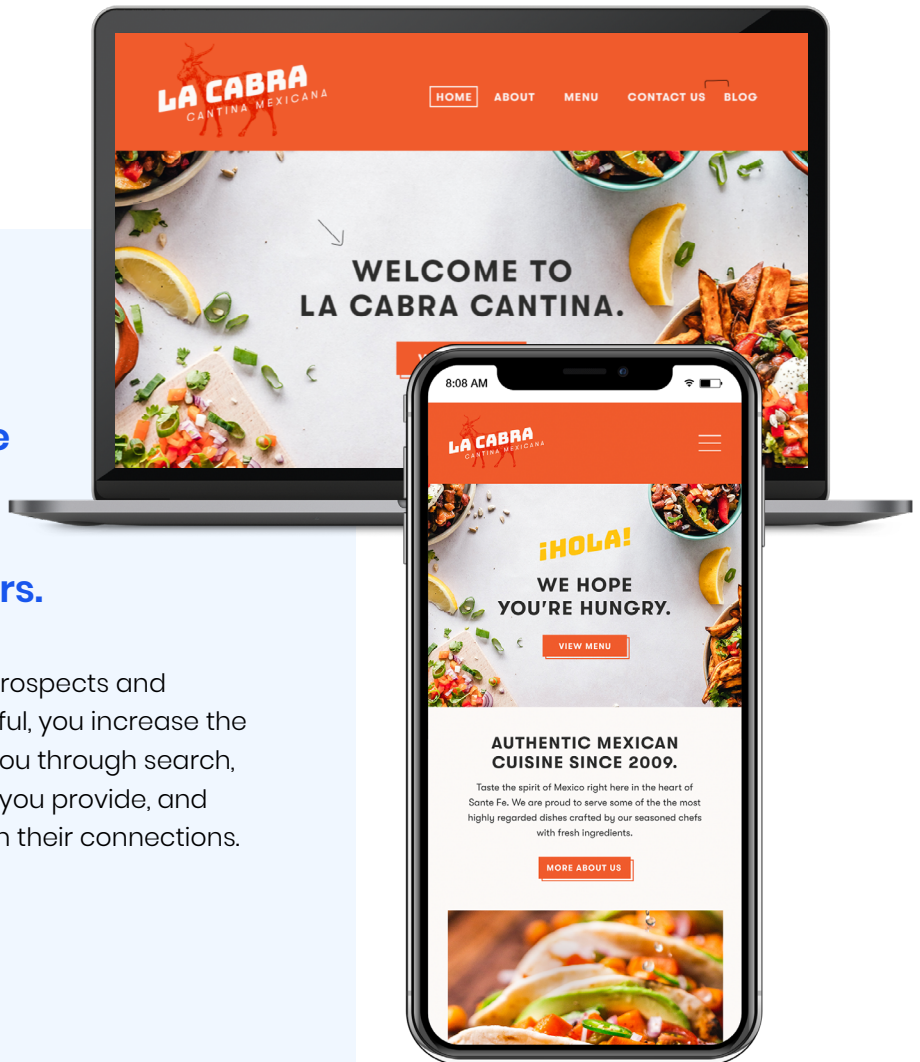 LA CABRA
CANTINA MEXICANA
HOME ABOUT MENU CONTACT US BLOG
WELCOME TO
LA CABRA CANTINA.
8:08 AM
LA CABRA
CANTINA MEXICANA
¡HOLA!
WE HOPE
YOU'RE HUNGRY.
VIEW MENU
AUTHENTIC MEXICAN
CUISINE SINCE 2009.
Taste the spirit of Mexico right here in the heart of
Sante Fe. We are proud to serve some of the the most
highly regarded dishes crafted by our seasoned chefs
with fresh ingredients.
MORE ABOUT US
rs.
rospects and
ful, you increase the
ou through search,
you provide, and
their connections.